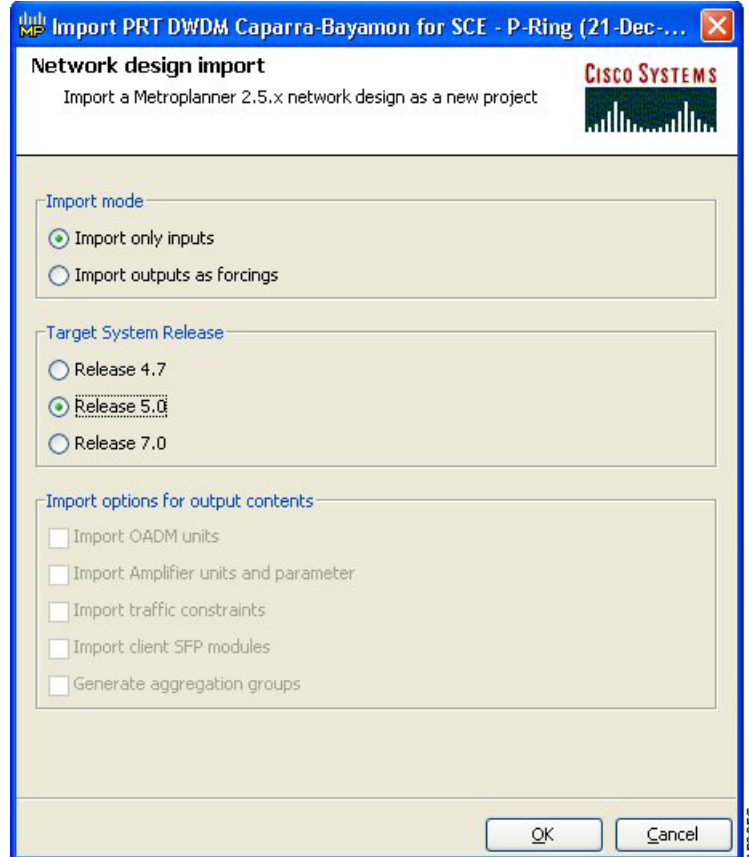 MP Import PRT DWDM Caparra-Bayamon for SCE - P-Ring (21-Dec-...
Network design import
Import a Metroplanner 2.5.x network design as a new project
CISCO SYSTEMS
Import mode
Import only inputs
Import outputs as forcings
Target System Release
Release 4.7
Release 5.0
Release 7.0
Import options for output contents
Import OADM units
Import Amplifier units and parameter
Import traffic constraints
Import client SFP modules
Generate aggregation groups
OK
Cancel